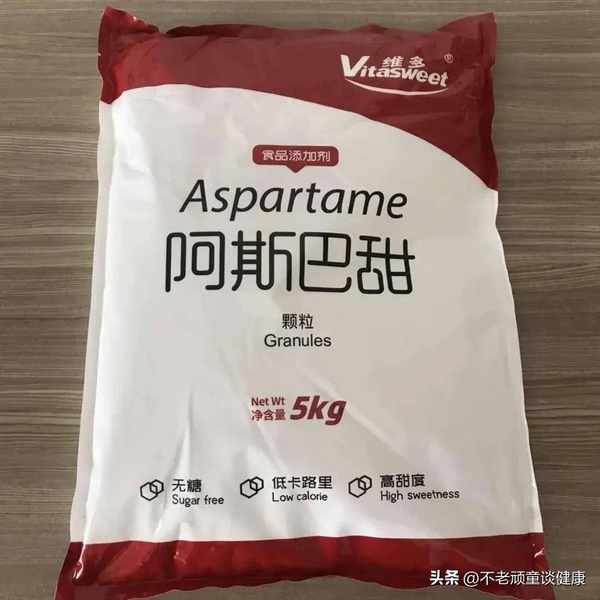 维多
Vitasweet®
食品添加剂
Aspartame
阿斯巴甜
颗粒
Granules
Net Wt
净含量 5kg
无糖
Sugar free
低卡路里
Low calorie
高甜度
High sweetness
头条 @不老顽童谈健康